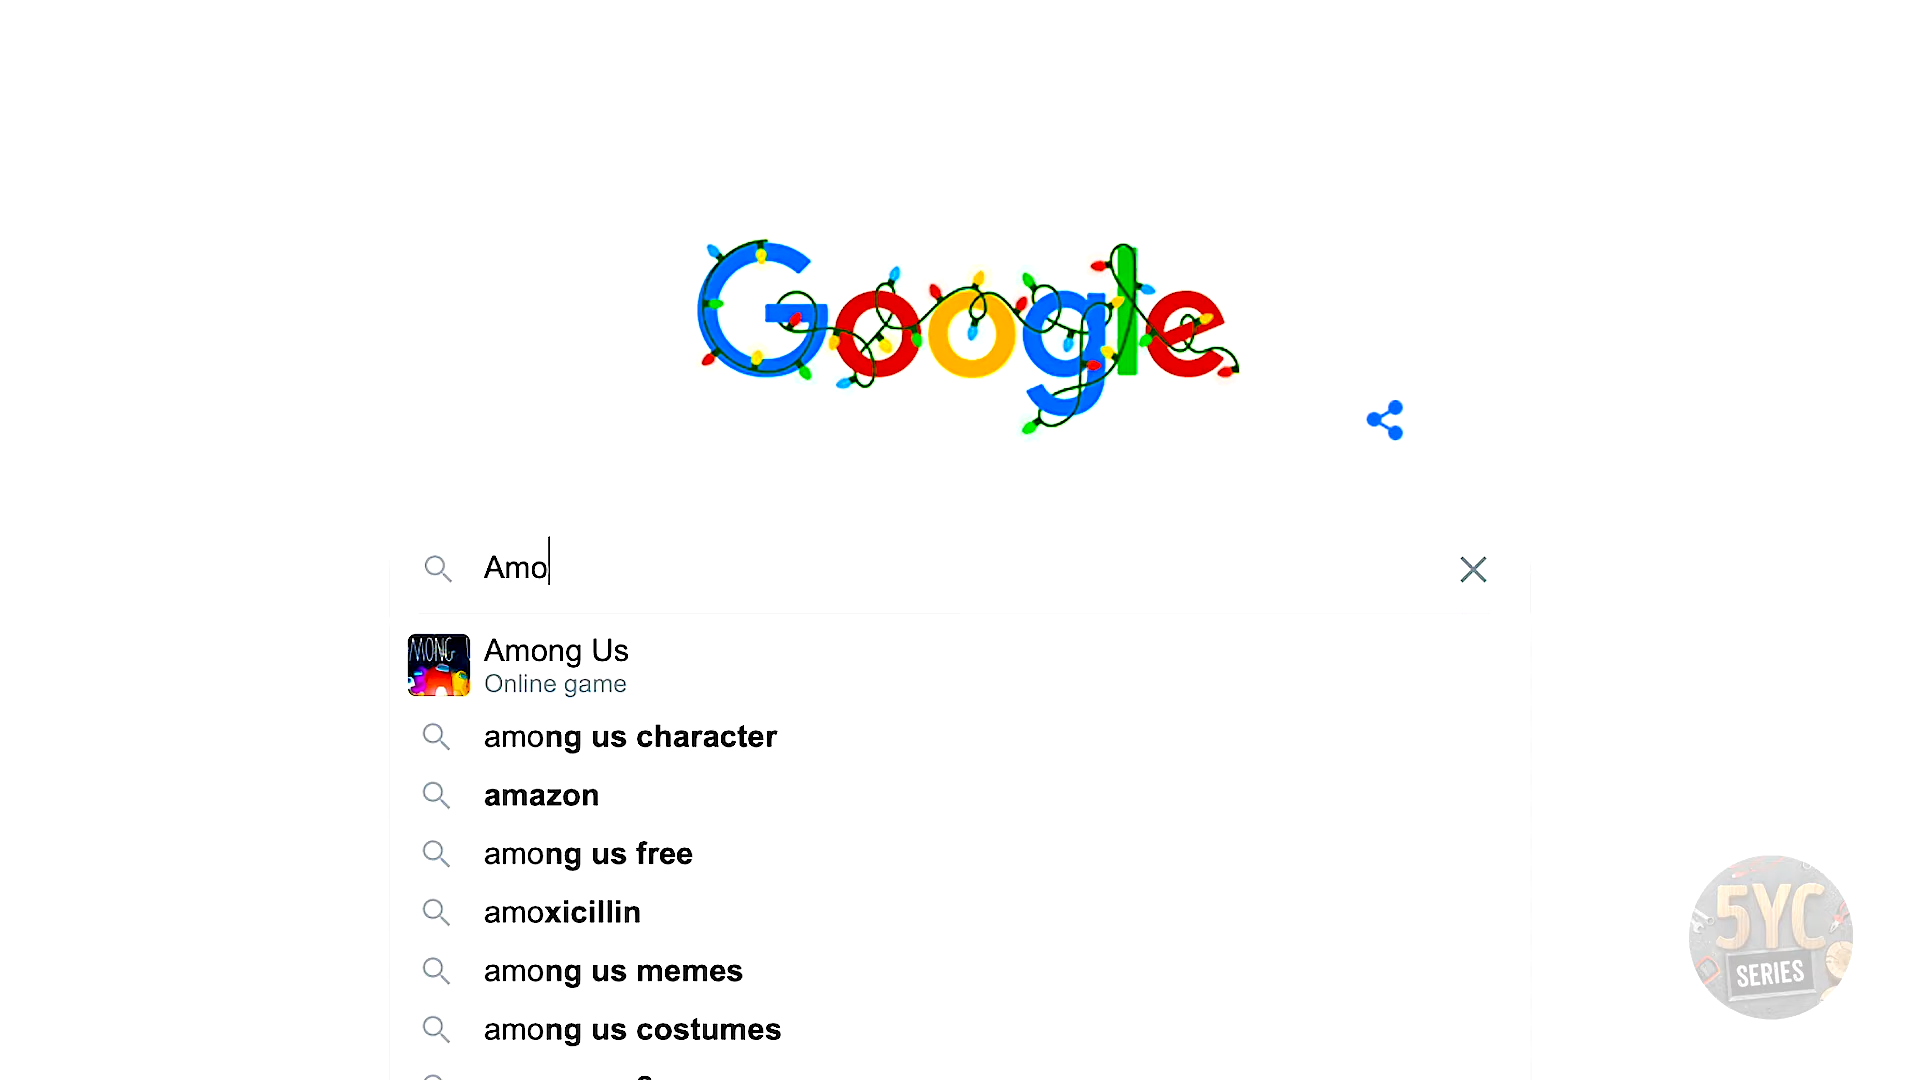 Google
Amo
MONG
Among Us
Online game
among us character
amazon
among us free
amoxicillin
among us memes
among us costumes
5YC
SERIES